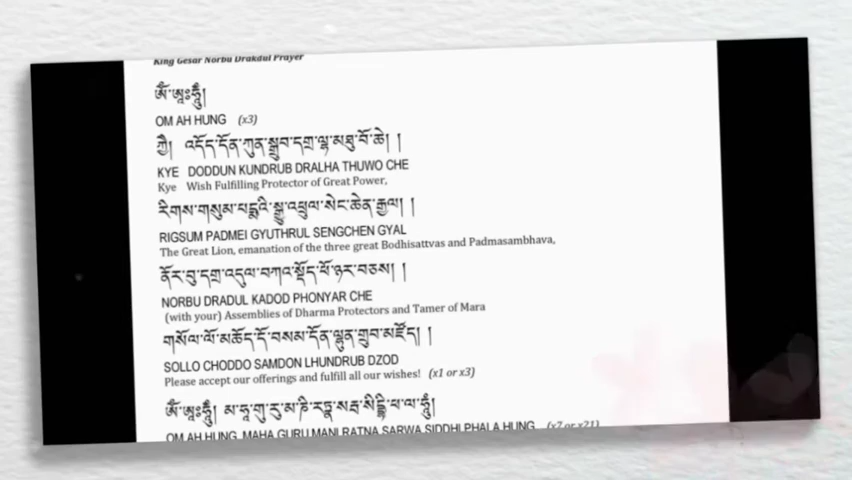 King Gesar Norbu Drakdul Prayer
ༀ་ཨཱཿཧཱུྂ།
OM AH HUNG (x3)
ཀྱཻ། འདོད་དོན་ཀུན་སྒྲུབ་དགྲ་ལྷ་མཐུ་བོ་ཆེ། །
KYE DODDUN KUNDRUB DRALHA THUWO CHE
Kye Wish Fulfilling Protector of Great Power,
རིགས་གསུམ་པདྨའི་སྒྱུ་འཕྲུལ་སེང་ཆེན་རྒྱལ། །
RIGSUM PADMEI GYUTHRUL SENGCHEN GYAL
The Great Lion, emanation of the three great Bodhisattvas and Padmasambhava,
ནོར་བུ་དགྲ་འདུལ་བཀའ་སྡོད་ཕོ་ཉར་བཅས། །
NORBU DRADUL KADOD PHONYAR CHE
(with your) Assemblies of Dharma Protectors and Tamer of Mara
གསོལ་ལོ་མཆོད་དོ་བསམ་དོན་ལྷུན་གྲུབ་མཛོད། །
SOLLO CHODDO SAMDON LHUNDRUB DZOD
Please accept our offerings and fulfill all our wishes! (x1 or x3)
ༀ་ཨཱཿཧཱུྂ། མ་ཧཱ་གུ་རུ་མ་ཎི་རཏྣ་སརྦ་སིདྡྷི་ཕ་ལ་ཧཱུྂ།
OM AH HUNG MAHA GURU MANI RATNA SARWA SIDDHI PHALA HUNG (x7 or x21)